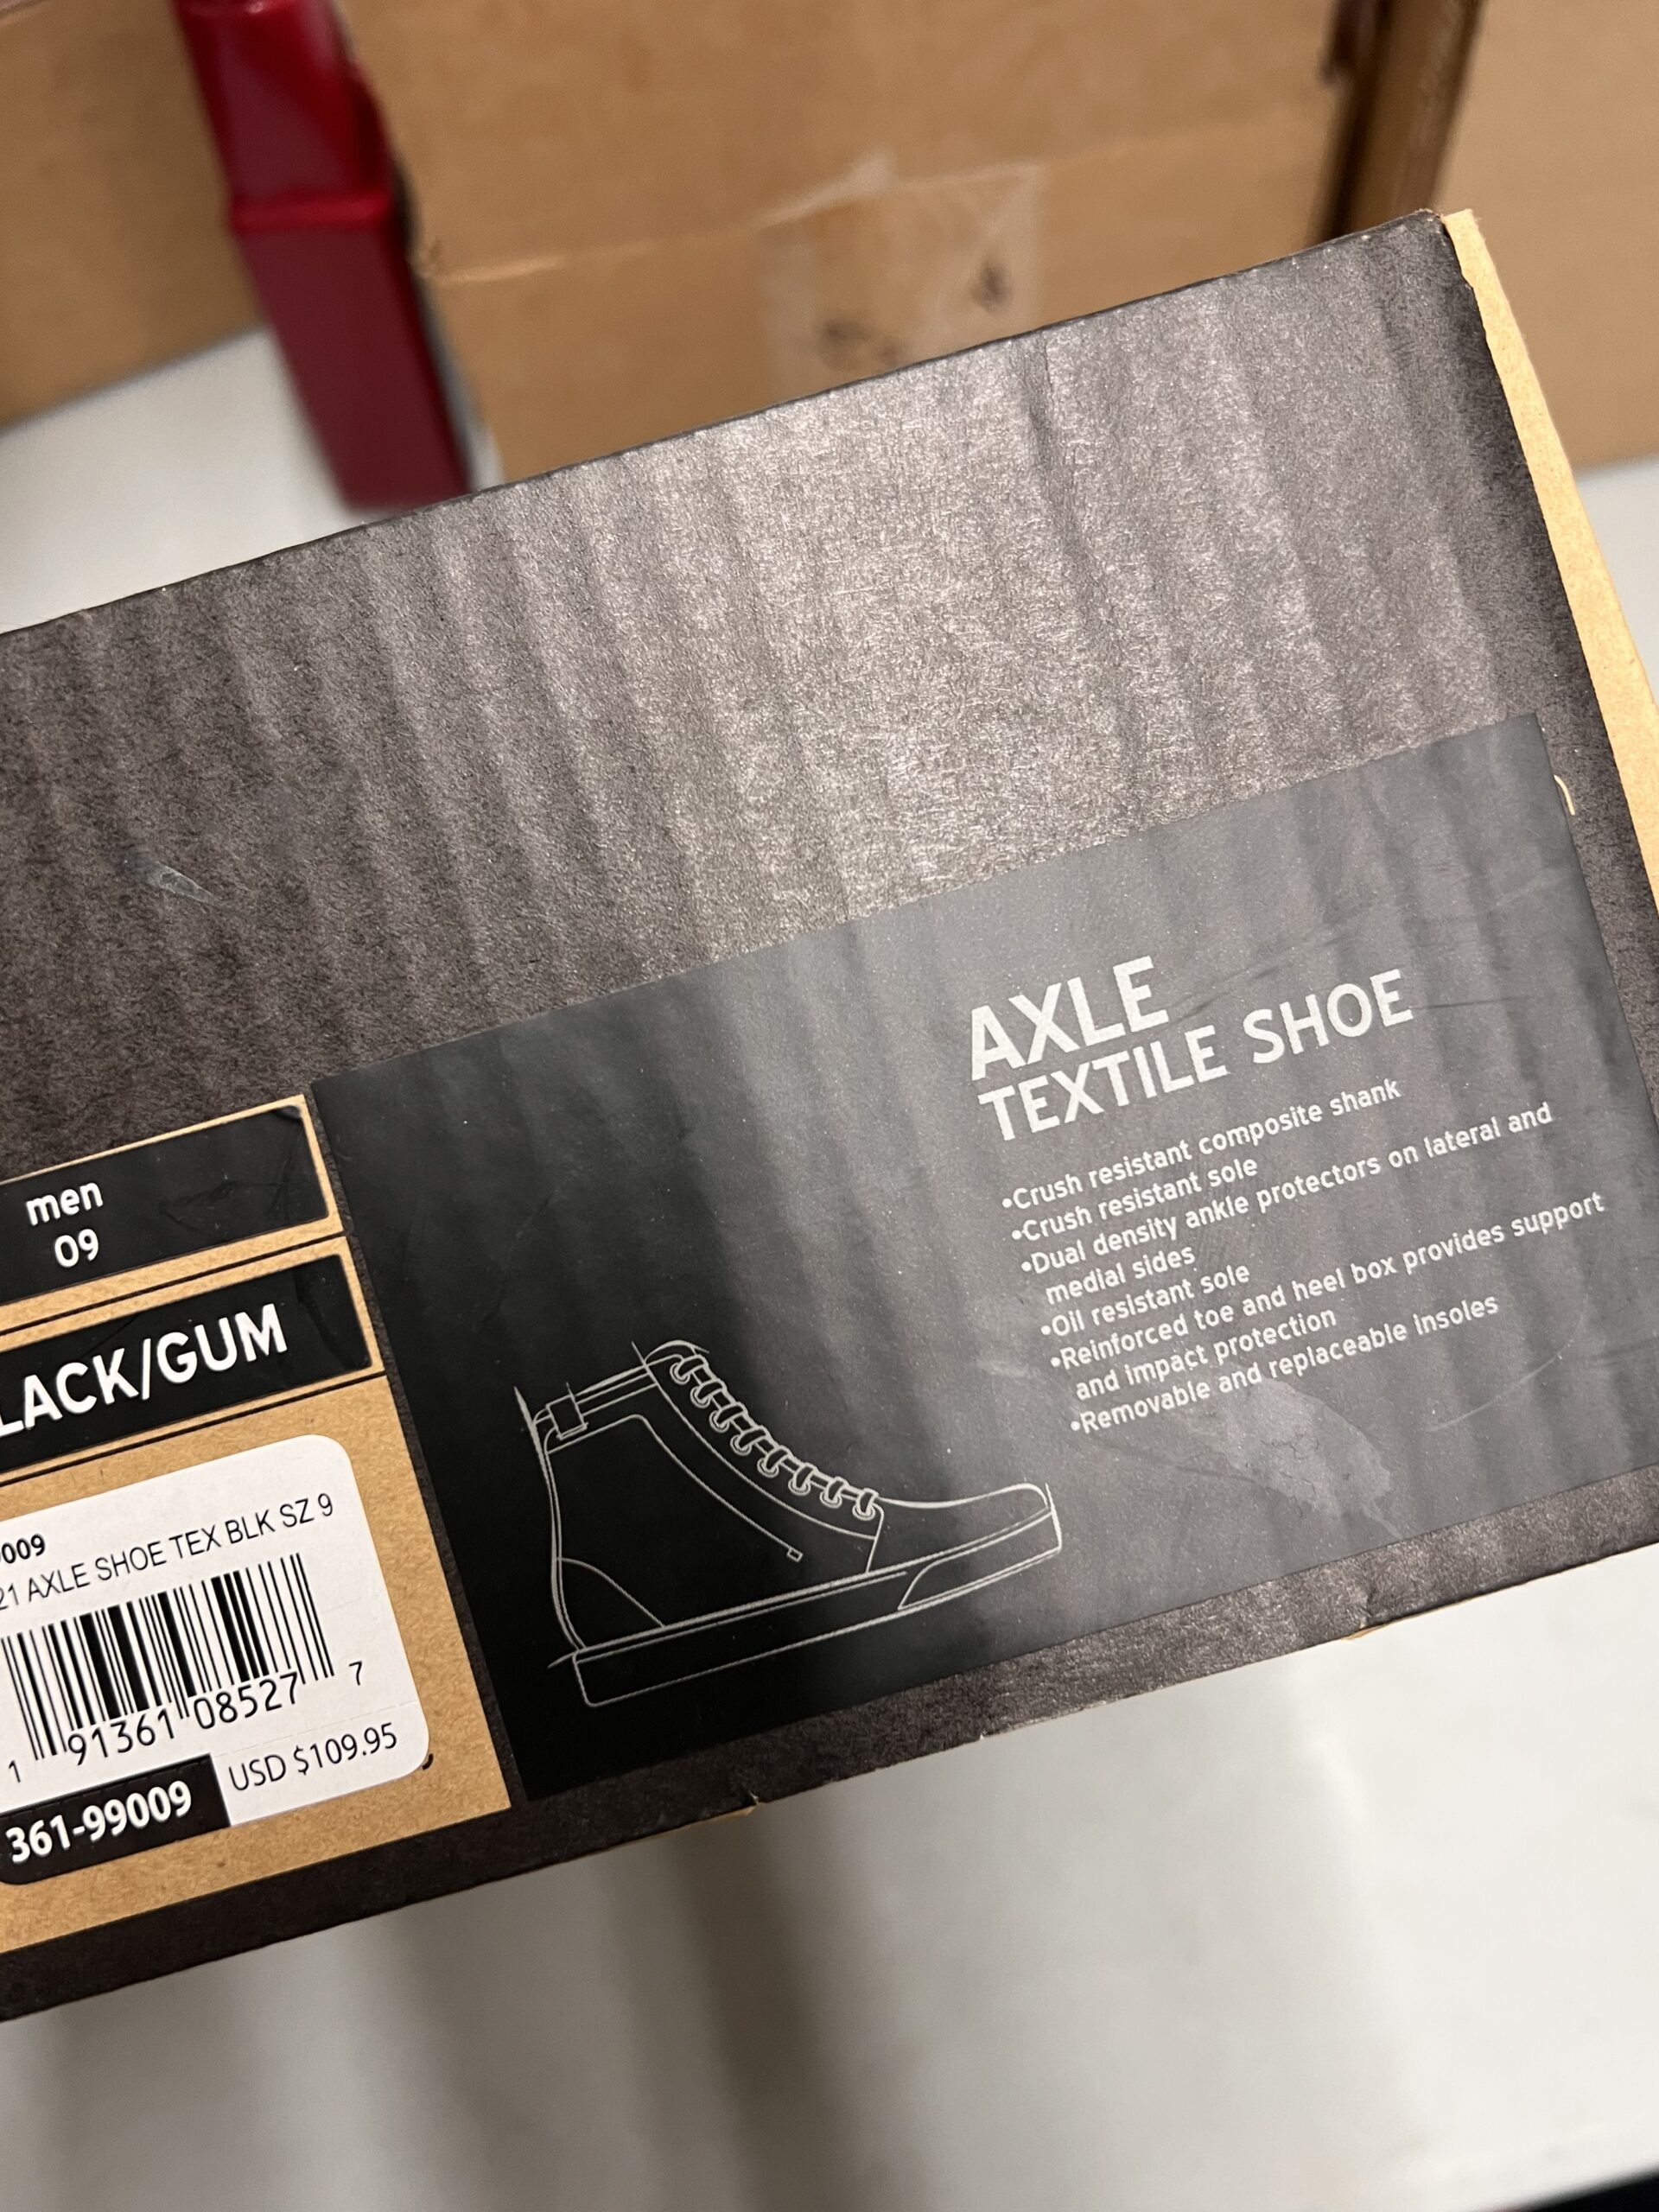 men
09
LACK/GUM
009
21 AXLE SHOE TEX BLK SZ 9
1 91361 08527 7
USD $109.95
361-99009
AXLE
TEXTILE SHOE
•Crush resistant composite shank
•Crush resistant sole
•Dual density ankle protectors on lateral and
medial sides
•Oil resistant sole
•Reinforced toe and heel box provides support
and impact protection
•Removable and replaceable insoles